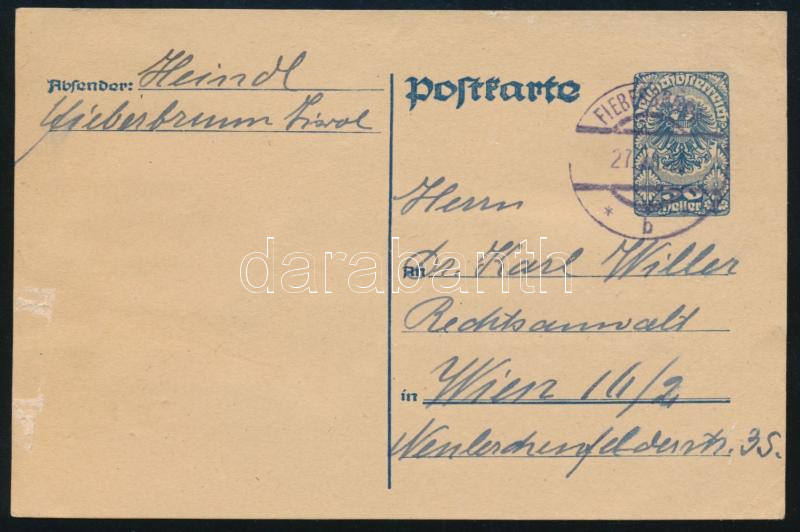 Absender: Heindl
Fieberbrunn Tirol
Postkarte
Deutschösterreich
Heller
FIEBERBRUNN
27.
* b *
Herrn
An Dr. Karl Willer
Rechtsanwalt
in Wien 16/2
Neulerchenfelderstr. 35.
darabanth